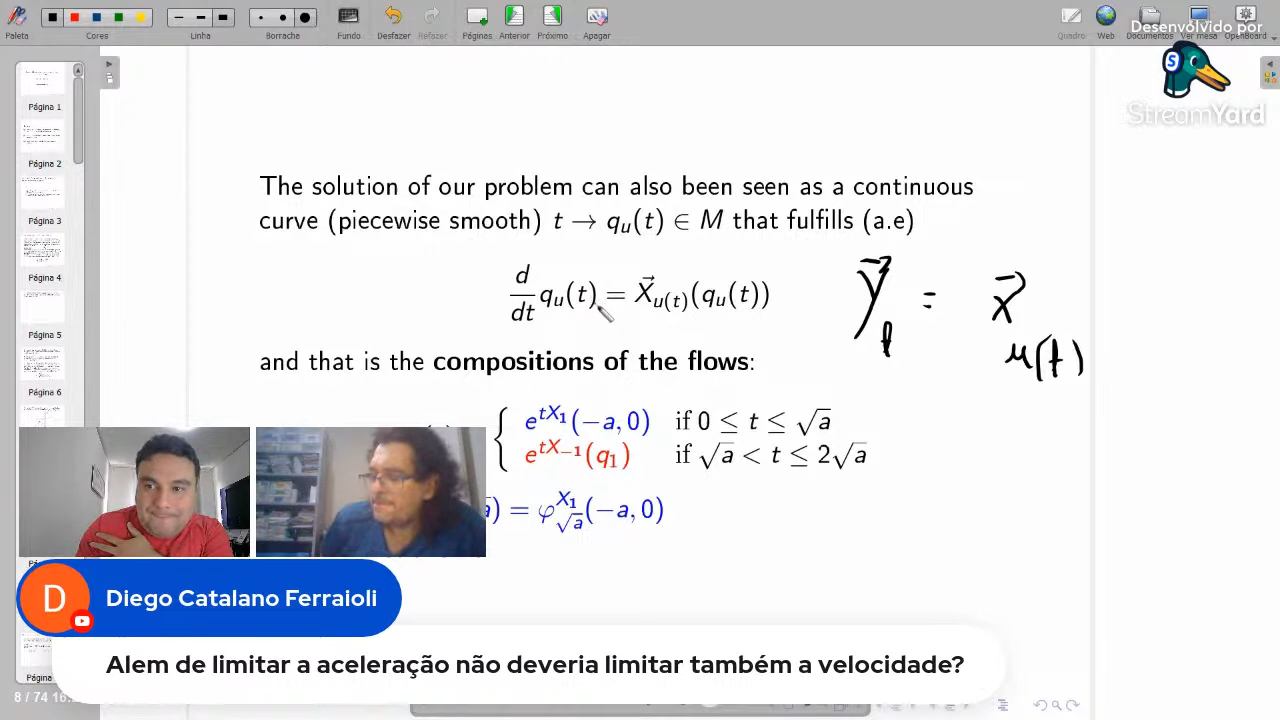 Paleta
Cores
Linha
Borracha
Fundo
Desfazer
Refazer
Páginas
Anterior
Próximo
Apagar
Quadro
Web
Documentos
Ver mesa
OpenBoard
Desenvolvido por
S
StreamYard
Página 1
Página 2
Página 3
Página 4
Página 5
Página 6
The solution of our problem can also been seen as a continuous
curve (piecewise smooth) t → q_u(t) ∈ M that fulfills (a.e)
d/dt q_u(t) = X⃗_{u(t)}(q_u(t))
Y⃗_t = X⃗_{u(t)}
and that is the compositions of the flows:
e^{tX_1}(−a, 0) if 0 ≤ t ≤ √a
e^{tX_{−1}}(q_1) if √a < t ≤ 2√a
a) = φ^{X_1}_{√a}(−a, 0)
D
Diego Catalano Ferraioli
Alem de limitar a aceleração não deveria limitar também a velocidade?
Página
8 / 74